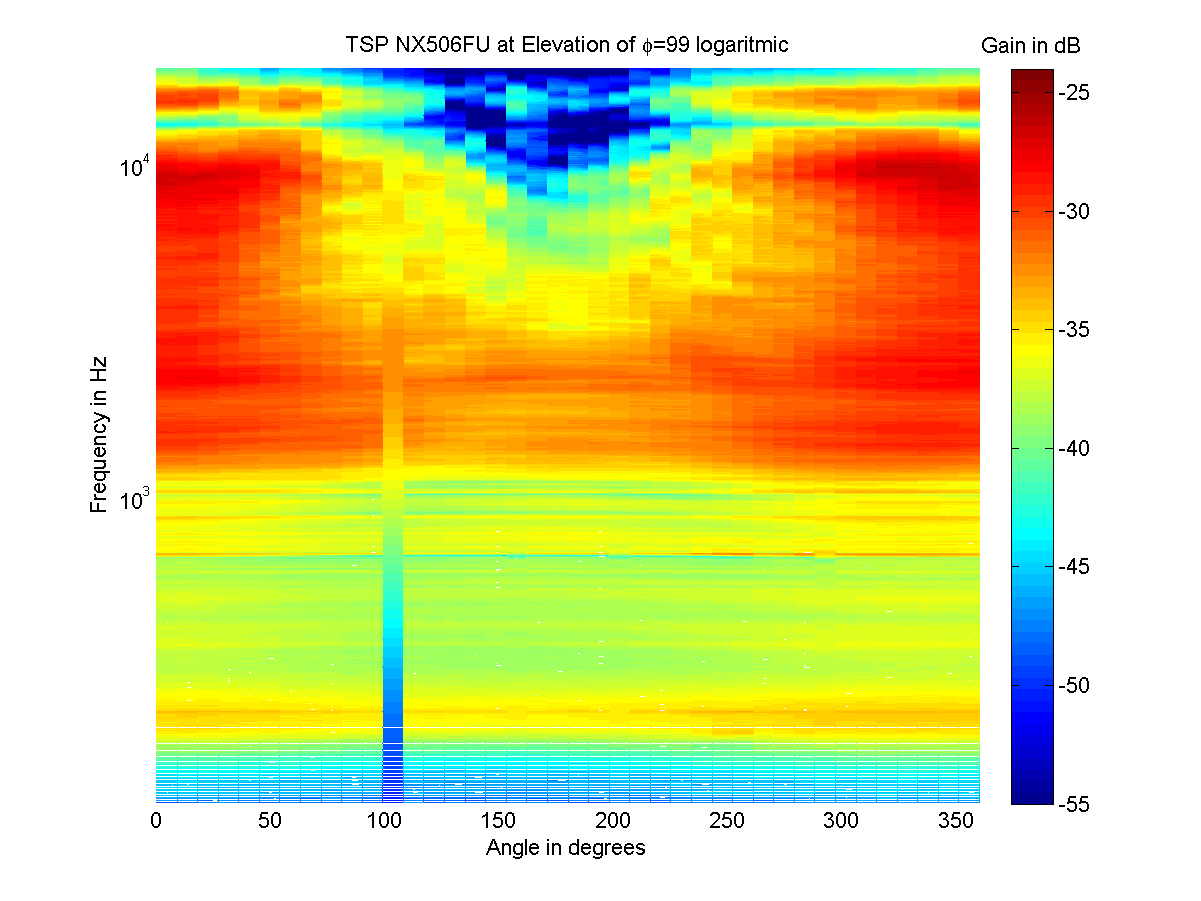 TSP NX506FU at Elevation of ϕ=99 logaritmic
Gain in dB
-25
-30
-35
-40
-45
-50
-55
Frequency in Hz
10⁴
10³
0 50 100 150 200 250 300 350
Angle in degrees